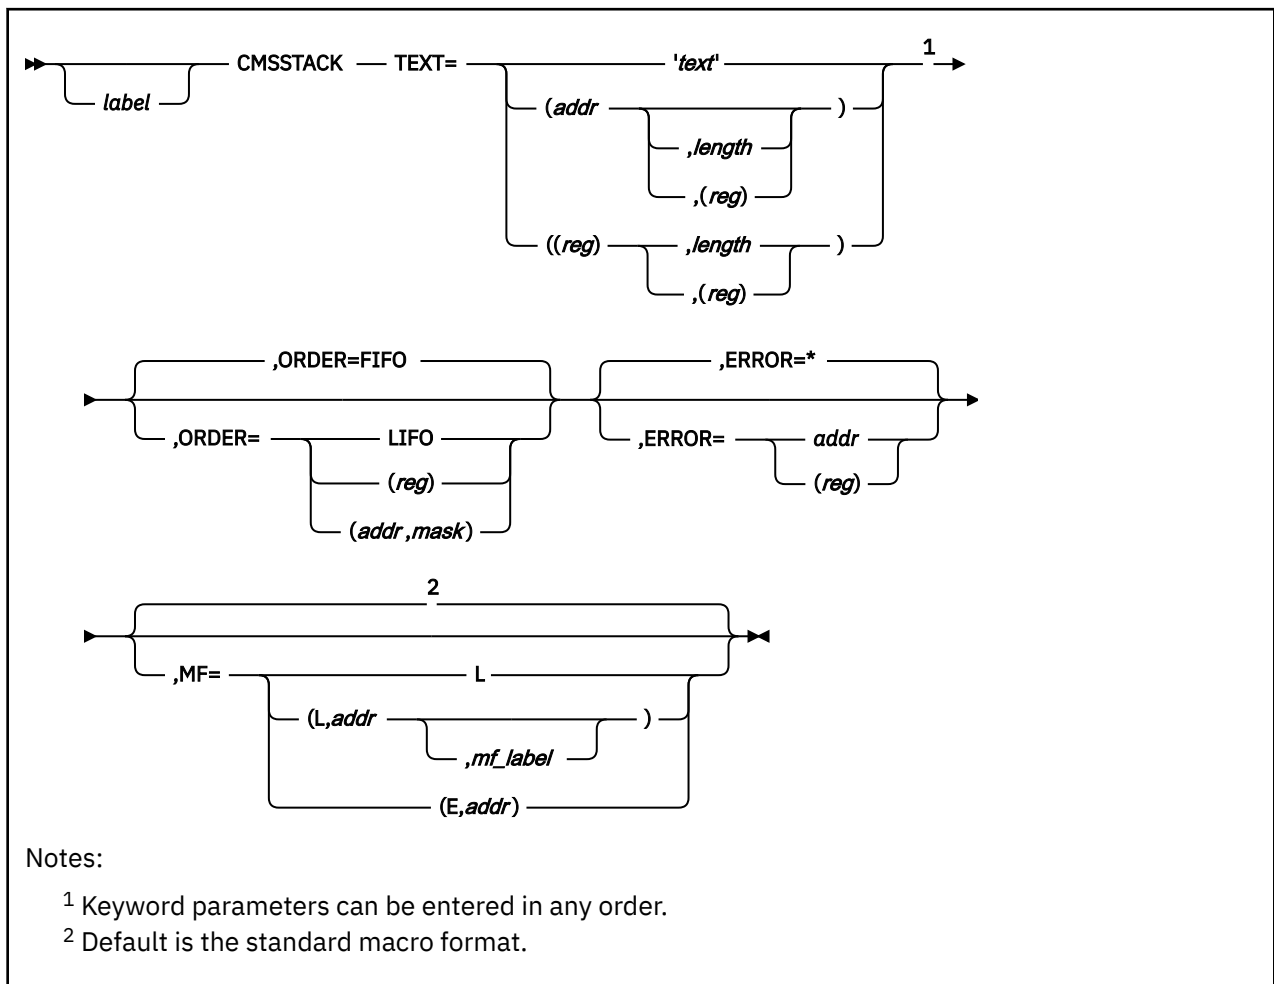 1
CMSSTACK TEXT= 'text'
label
(addr )
,length
,(reg)
((reg) ,length )
,(reg)
,ORDER=FIFO ,ERROR=*
,ORDER= LIFO ,ERROR= addr
(reg) (reg)
(addr,mask)
2
,MF= L
(L,addr )
,mf_label
(E,addr)
Notes:
1 Keyword parameters can be entered in any order.
2 Default is the standard macro format.